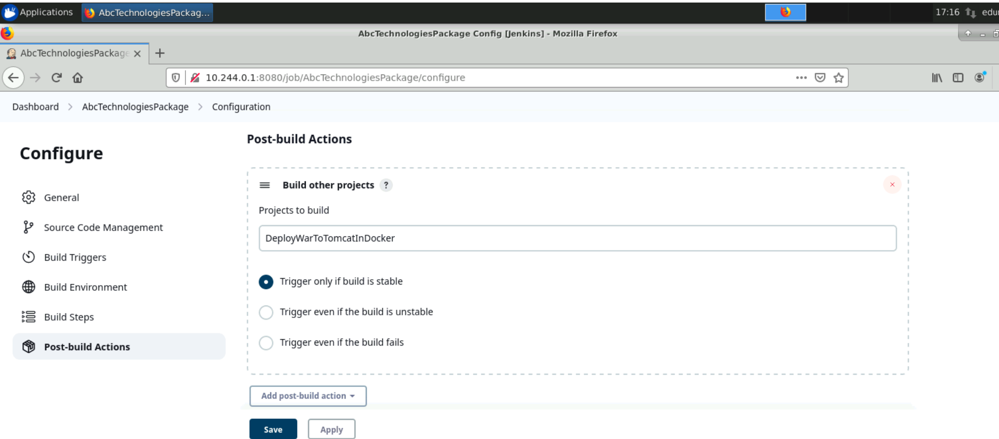 Applications AbcTechnologiesPackag... 17:16
AbcTechnologiesPackage Config [Jenkins] - Mozilla Firefox
AbcTechnologiesPackage
10.244.0.1:8080/job/AbcTechnologiesPackage/configure
Dashboard > AbcTechnologiesPackage > Configuration
Configure
General
Source Code Management
Build Triggers
Build Environment
Build Steps
Post-build Actions
Post-build Actions
Build other projects ?
Projects to build
DeployWarToTomcatInDocker
Trigger only if build is stable
Trigger even if the build is unstable
Trigger even if the build fails
Add post-build action
Save Apply